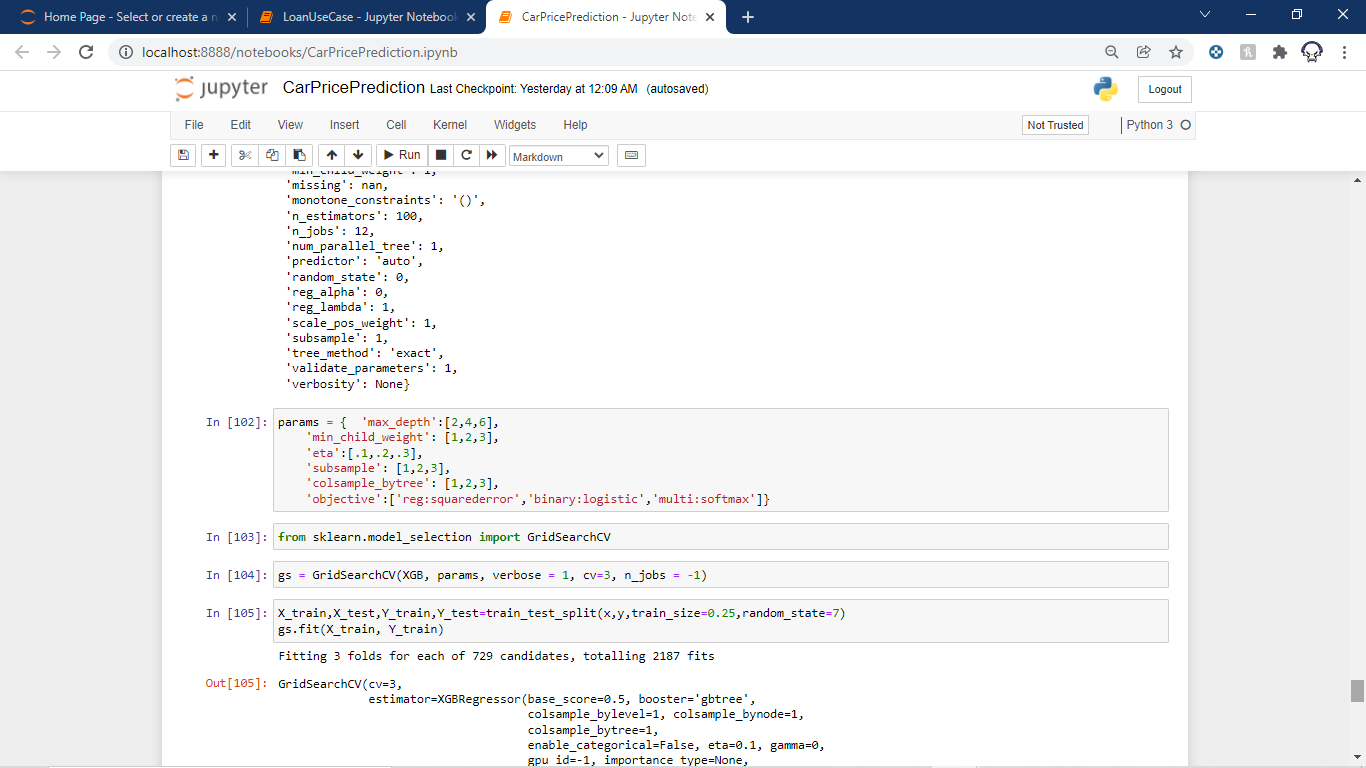 Home Page - Select or create a n
LoanUseCase - Jupyter Notebook
CarPricePrediction - Jupyter Note
localhost:8888/notebooks/CarPricePrediction.ipynb
jupyter CarPricePrediction Last Checkpoint: Yesterday at 12:09 AM (autosaved)
Logout
File Edit View Insert Cell Kernel Widgets Help
Not Trusted
Python 3
Run
Markdown
'min_child_weight': 1,
'missing': nan,
'monotone_constraints': '()',
'n_estimators': 100,
'n_jobs': 12,
'num_parallel_tree': 1,
'predictor': 'auto',
'random_state': 0,
'reg_alpha': 0,
'reg_lambda': 1,
'scale_pos_weight': 1,
'subsample': 1,
'tree_method': 'exact',
'validate_parameters': 1,
'verbosity': None}
In [102]: params = {  'max_depth':[2,4,6],
'min_child_weight': [1,2,3],
'eta':[.1,.2,.3],
'subsample': [1,2,3],
'colsample_bytree': [1,2,3],
'objective':['reg:squarederror','binary:logistic','multi:softmax']}
In [103]: from sklearn.model_selection import GridSearchCV
In [104]: gs = GridSearchCV(XGB, params, verbose = 1, cv=3, n_jobs = -1)
In [105]: X_train,X_test,Y_train,Y_test=train_test_split(x,y,train_size=0.25,random_state=7)
gs.fit(X_train, Y_train)
Fitting 3 folds for each of 729 candidates, totalling 2187 fits
Out[105]: GridSearchCV(cv=3,
estimator=XGBRegressor(base_score=0.5, booster='gbtree',
colsample_bylevel=1, colsample_bynode=1,
colsample_bytree=1,
enable_categorical=False, eta=0.1, gamma=0,
gpu_id=-1, importance_type=None,